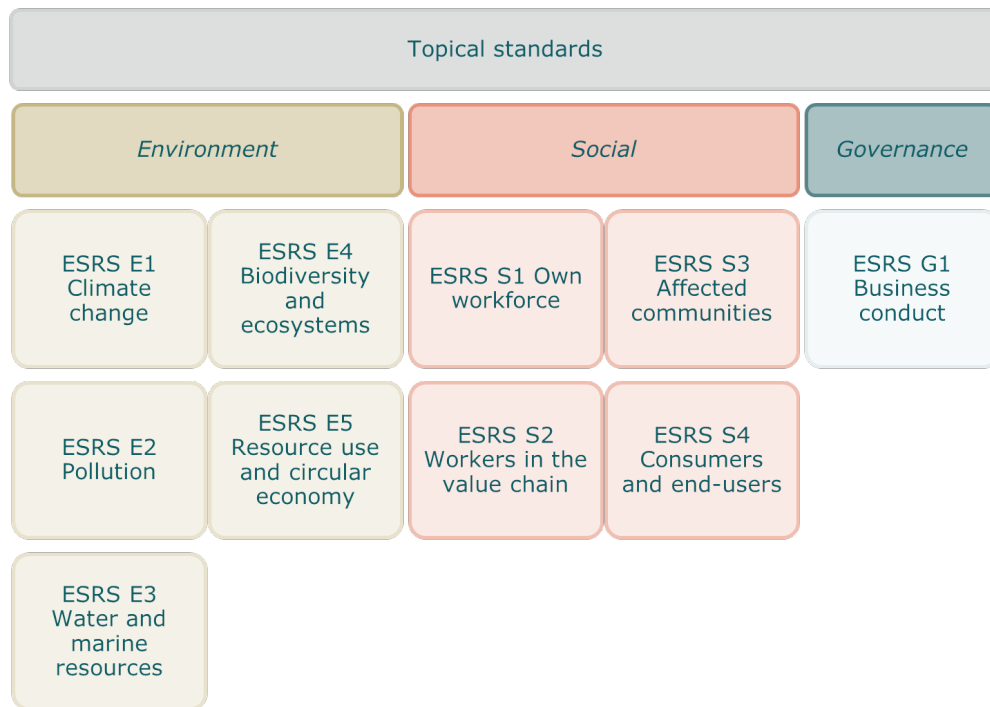 Topical standards
Environment
Social
Governance
ESRS E1
Climate
change
ESRS E4
Biodiversity
and
ecosystems
ESRS S1 Own
workforce
ESRS S3
Affected
communities
ESRS G1
Business
conduct
ESRS E2
Pollution
ESRS E5
Resource use
and circular
economy
ESRS S2
Workers in the
value chain
ESRS S4
Consumers
and end-users
ESRS E3
Water and
marine
resources